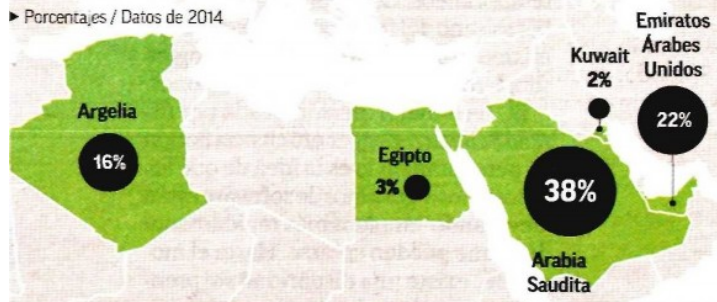 ► Porcentajes / Datos de 2014
Argelia
16%
Egipto
3%
Kuwait
2%
Emiratos
Árabes
Unidos
22%
38%
Arabia
Saudita